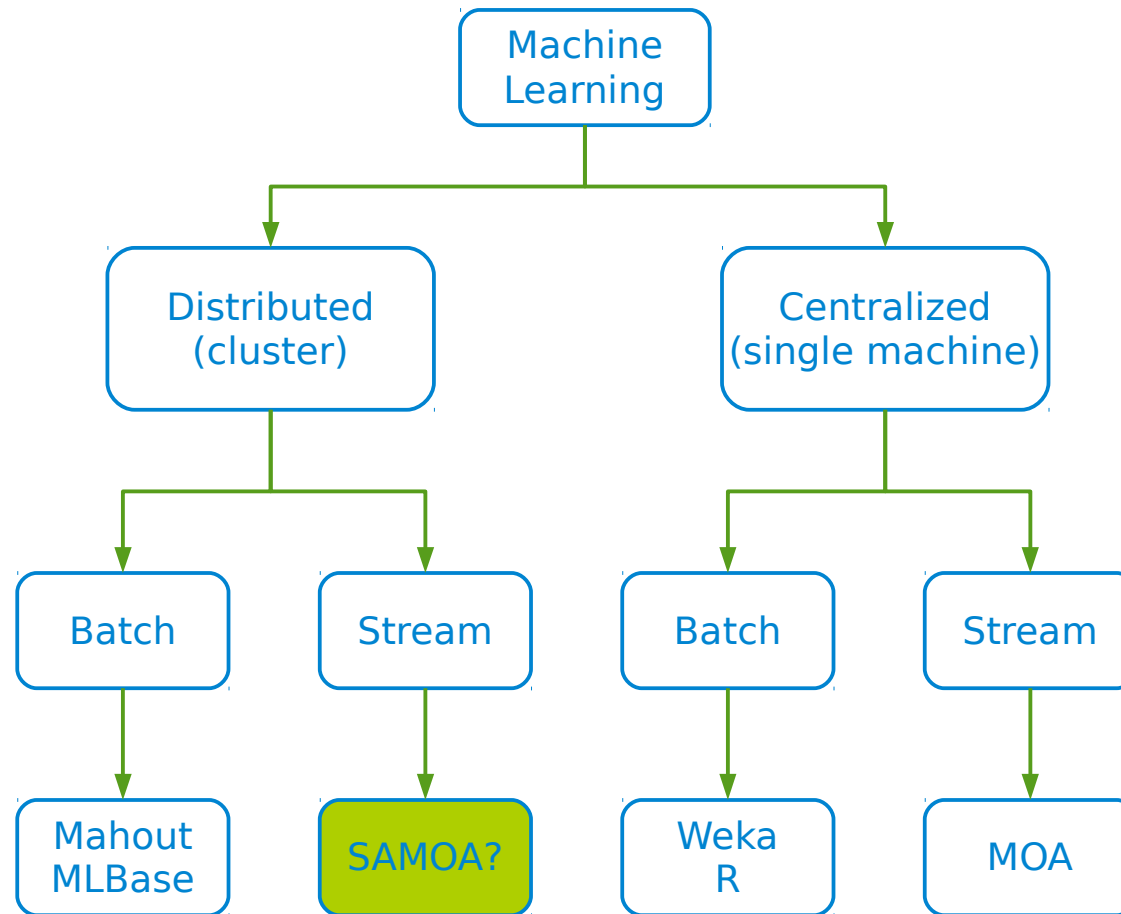 Machine
Learning
Distributed
(cluster)
Centralized
(single machine)
Batch
Stream
Batch
Stream
Mahout
MLBase
SAMOA?
Weka
R
MOA